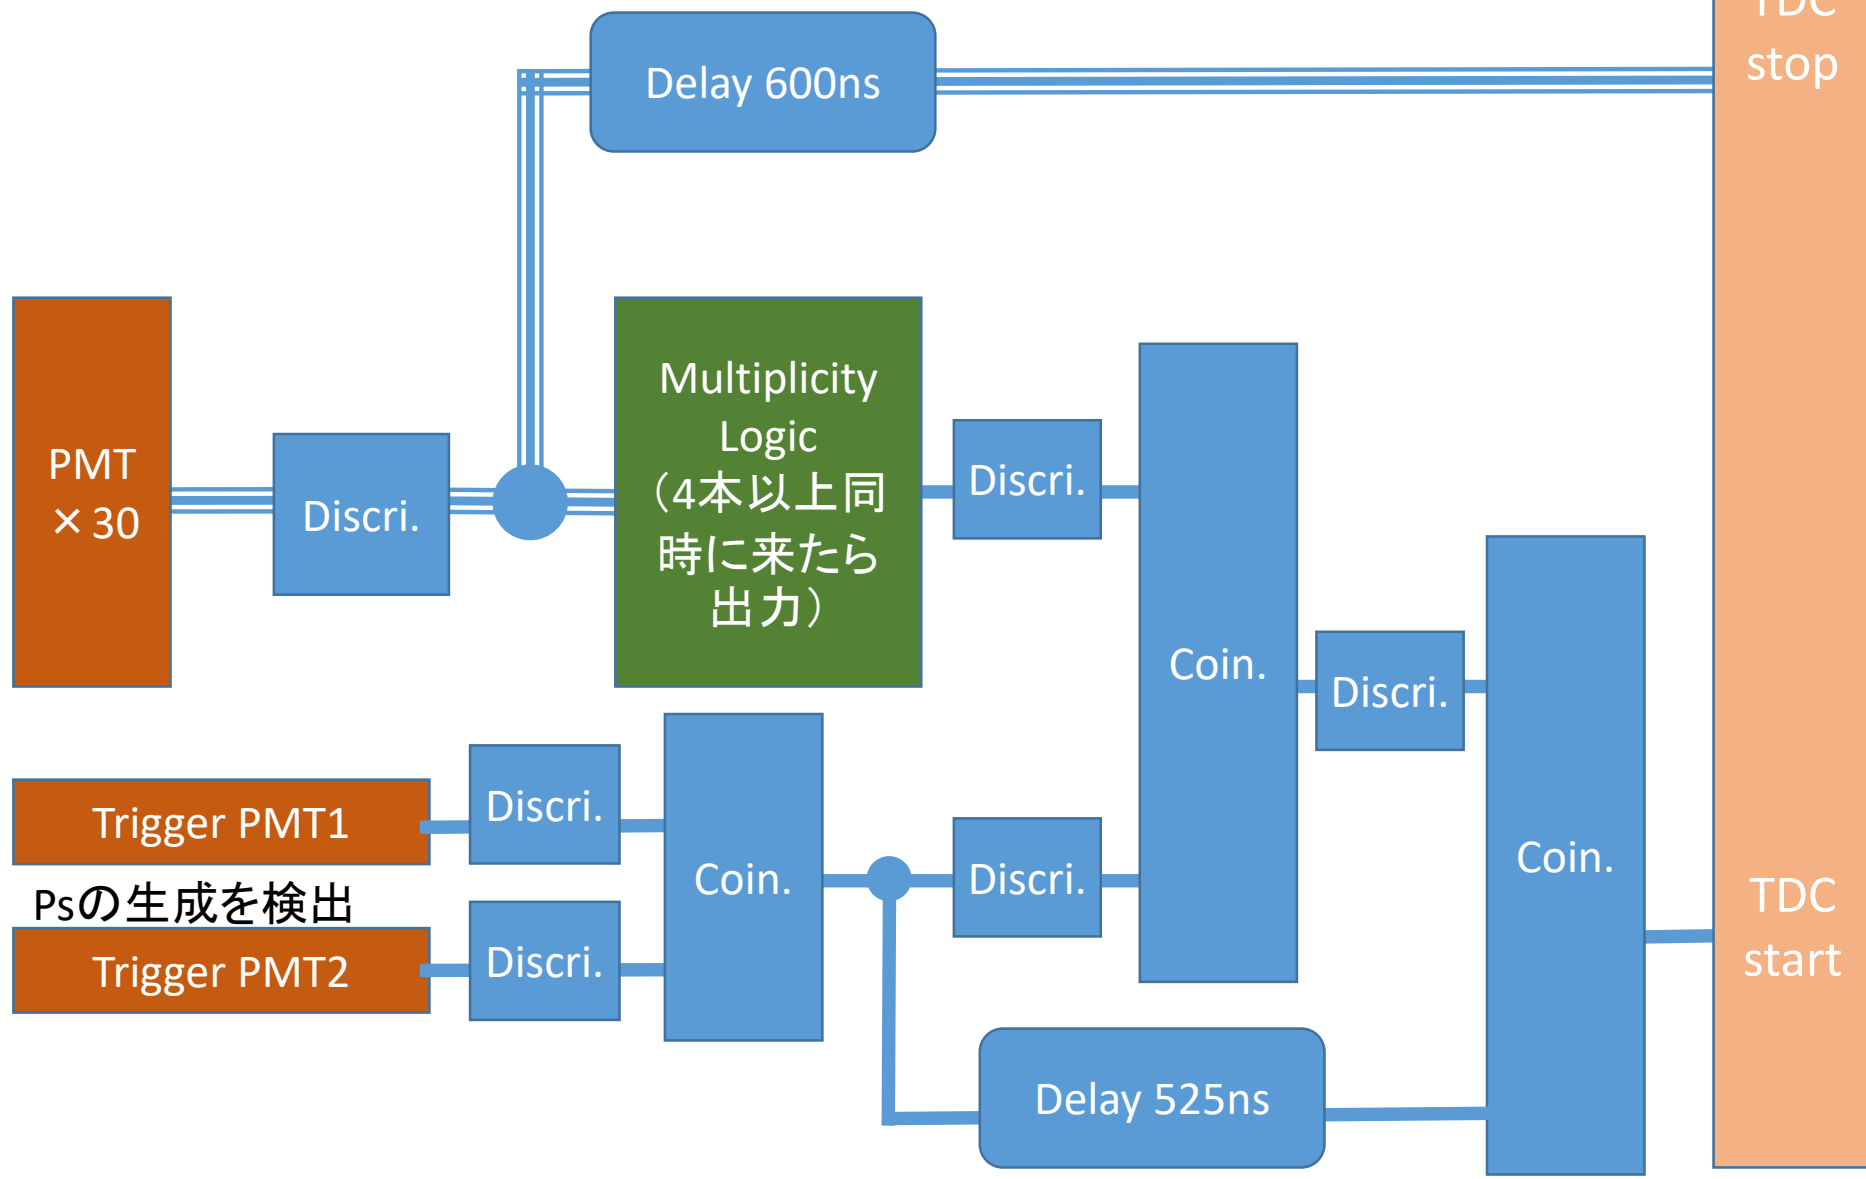 TDC
stop
Delay 600ns
PMT
×30
Discri.
Multiplicity
Logic
（4本以上同
時に来たら
出力）
Discri.
Coin.
Discri.
Coin.
Trigger PMT1
Discri.
Psの生成を検出
Trigger PMT2
Discri.
Coin.
Discri.
Delay 525ns
TDC
start